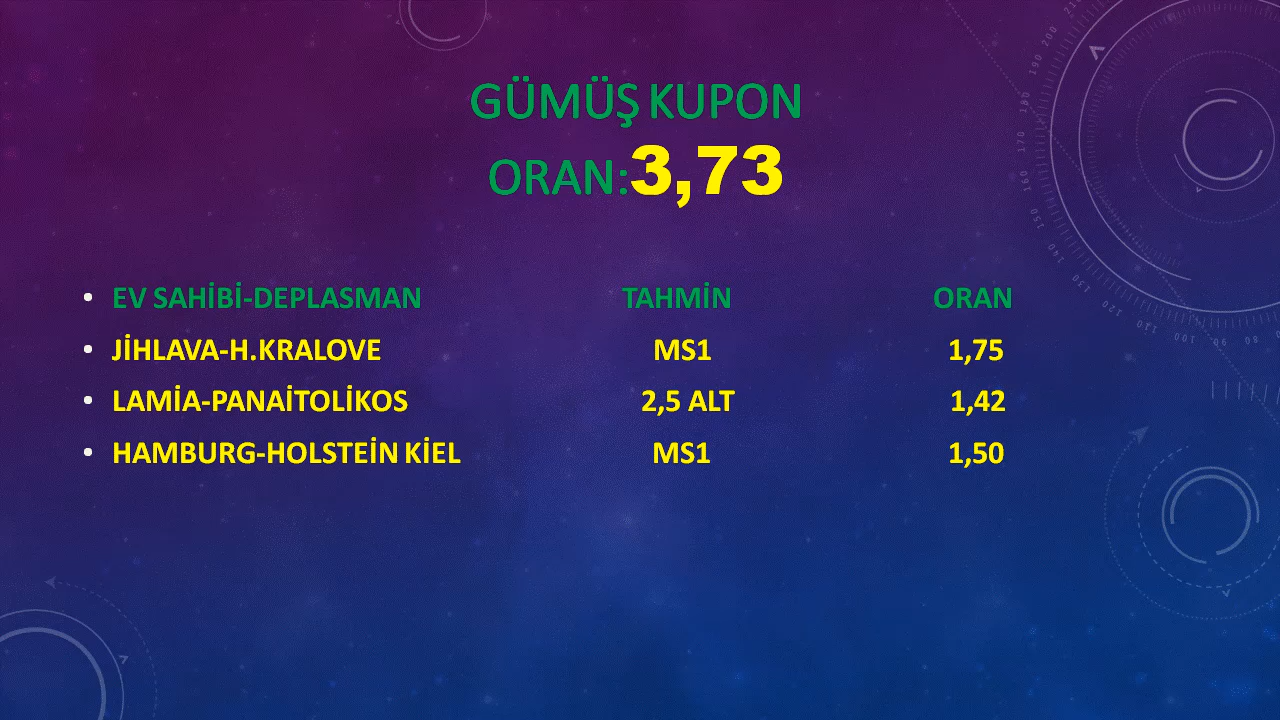 GÜMÜŞ KUPON
ORAN:3,73
EV SAHİBİ-DEPLASMAN TAHMİN ORAN
JİHLAVA-H.KRALOVE MS1 1,75
LAMİA-PANAİTOLİKOS 2,5 ALT 1,42
HAMBURG-HOLSTEİN KİEL MS1 1,50